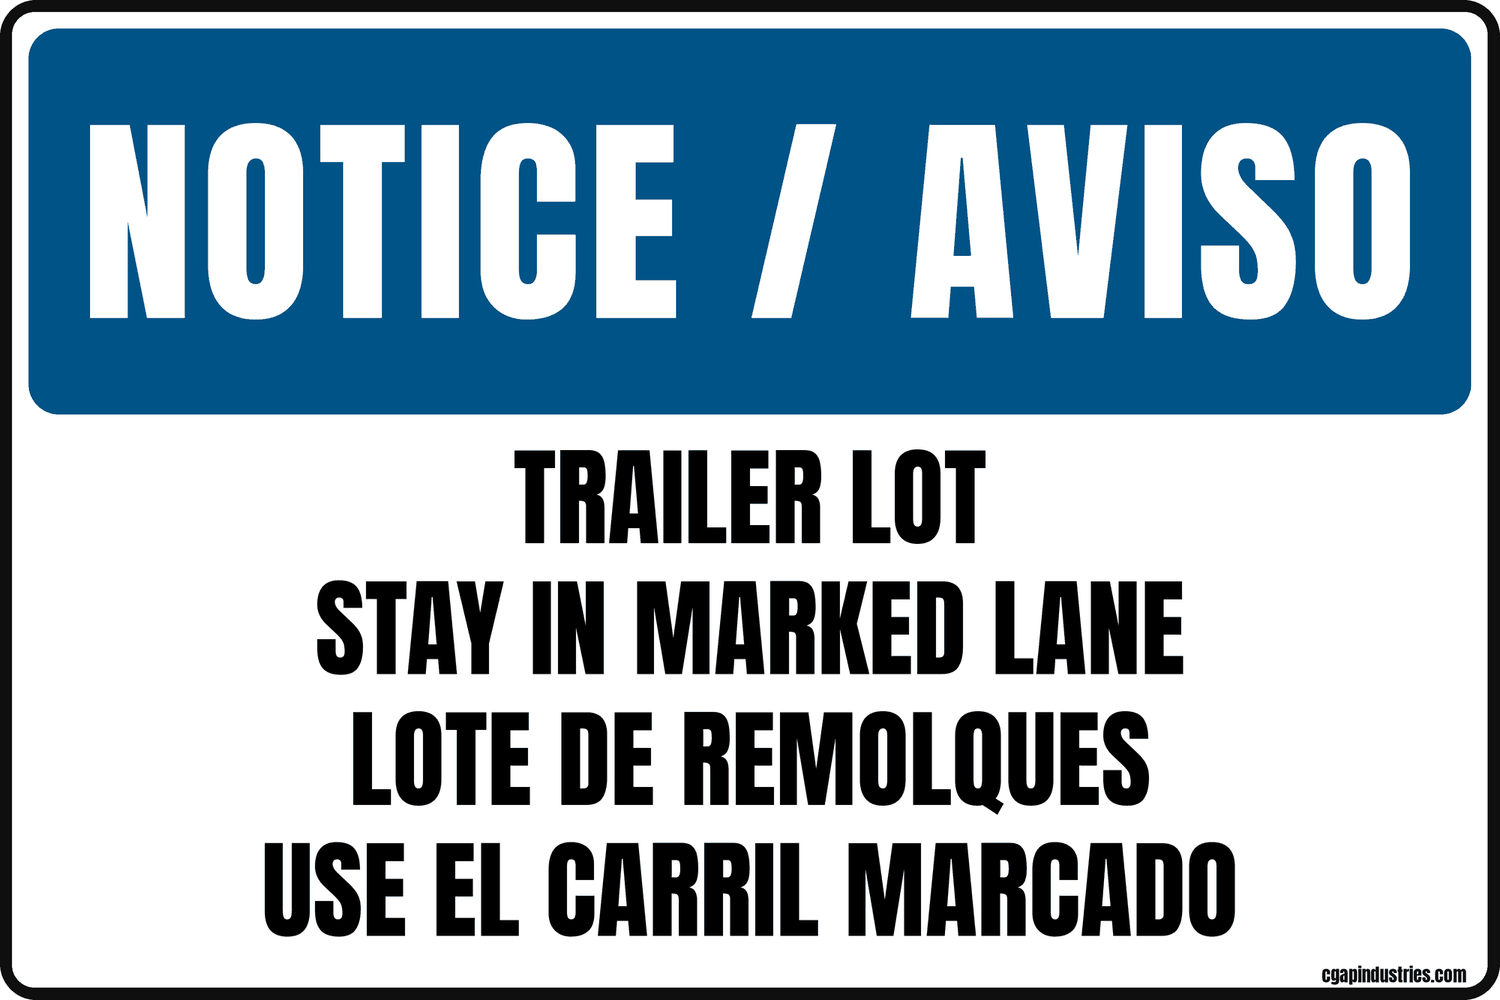 NOTICE / AVISO
TRAILER LOT
STAY IN MARKED LANE
LOTE DE REMOLQUES
USE EL CARRIL MARCADO
cgapindustries.com